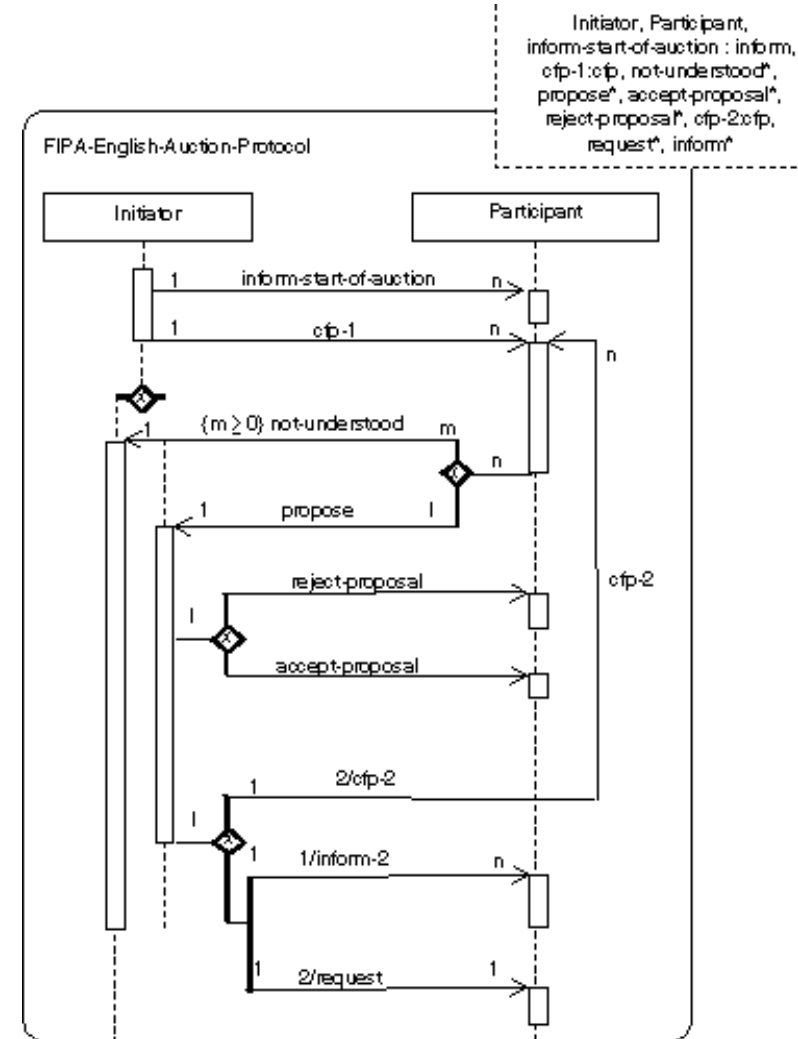 Initiator, Participant,
inform-start-of-auction : inform,
cfp-1:cfp, not-understood*,
propose*, accept-proposal*,
reject-proposal*, cfp-2:cfp,
request*, inform*
FIPA-English-Auction-Protocol
Initiator
Participant
1 inform-start-of-auction n
1 cfp-1 n
n
x
1 {m ≥ 0} not-understood m
n
1 propose l
reject-proposal
cfp-2
l
x
accept-proposal
1 2/cfp-2
l
x
1 1/inform-2 n
1 2/request 1